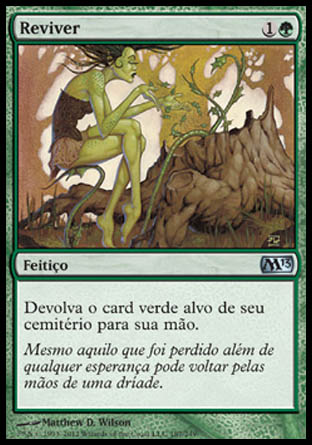 Reviver 1
Feitiço M13
Devolva o card verde alvo de seu
cemitério para sua mão.
Mesmo aquilo que foi perdido além de
qualquer esperança pode voltar pelas
mãos de uma dríade.
Matthew D. Wilson